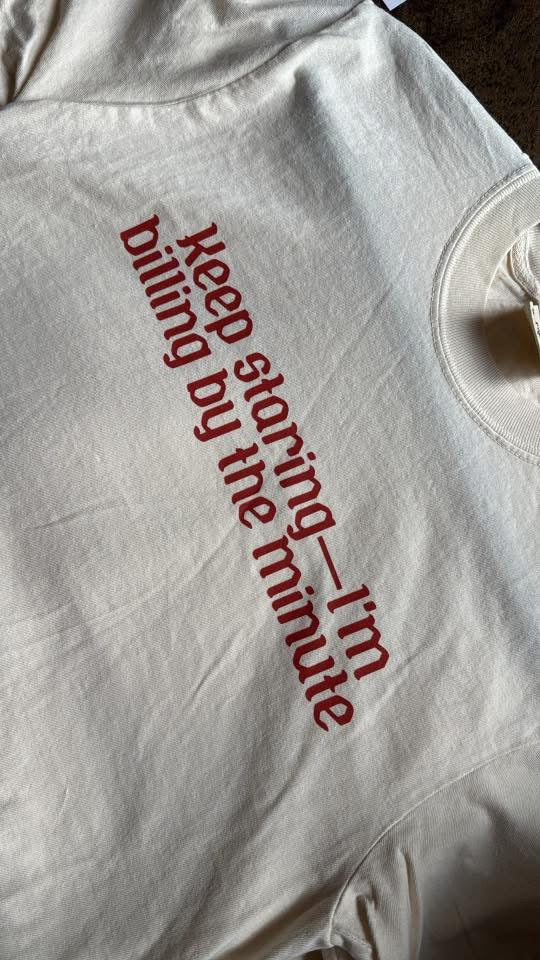 Keep staring—I'm
billing by the minute